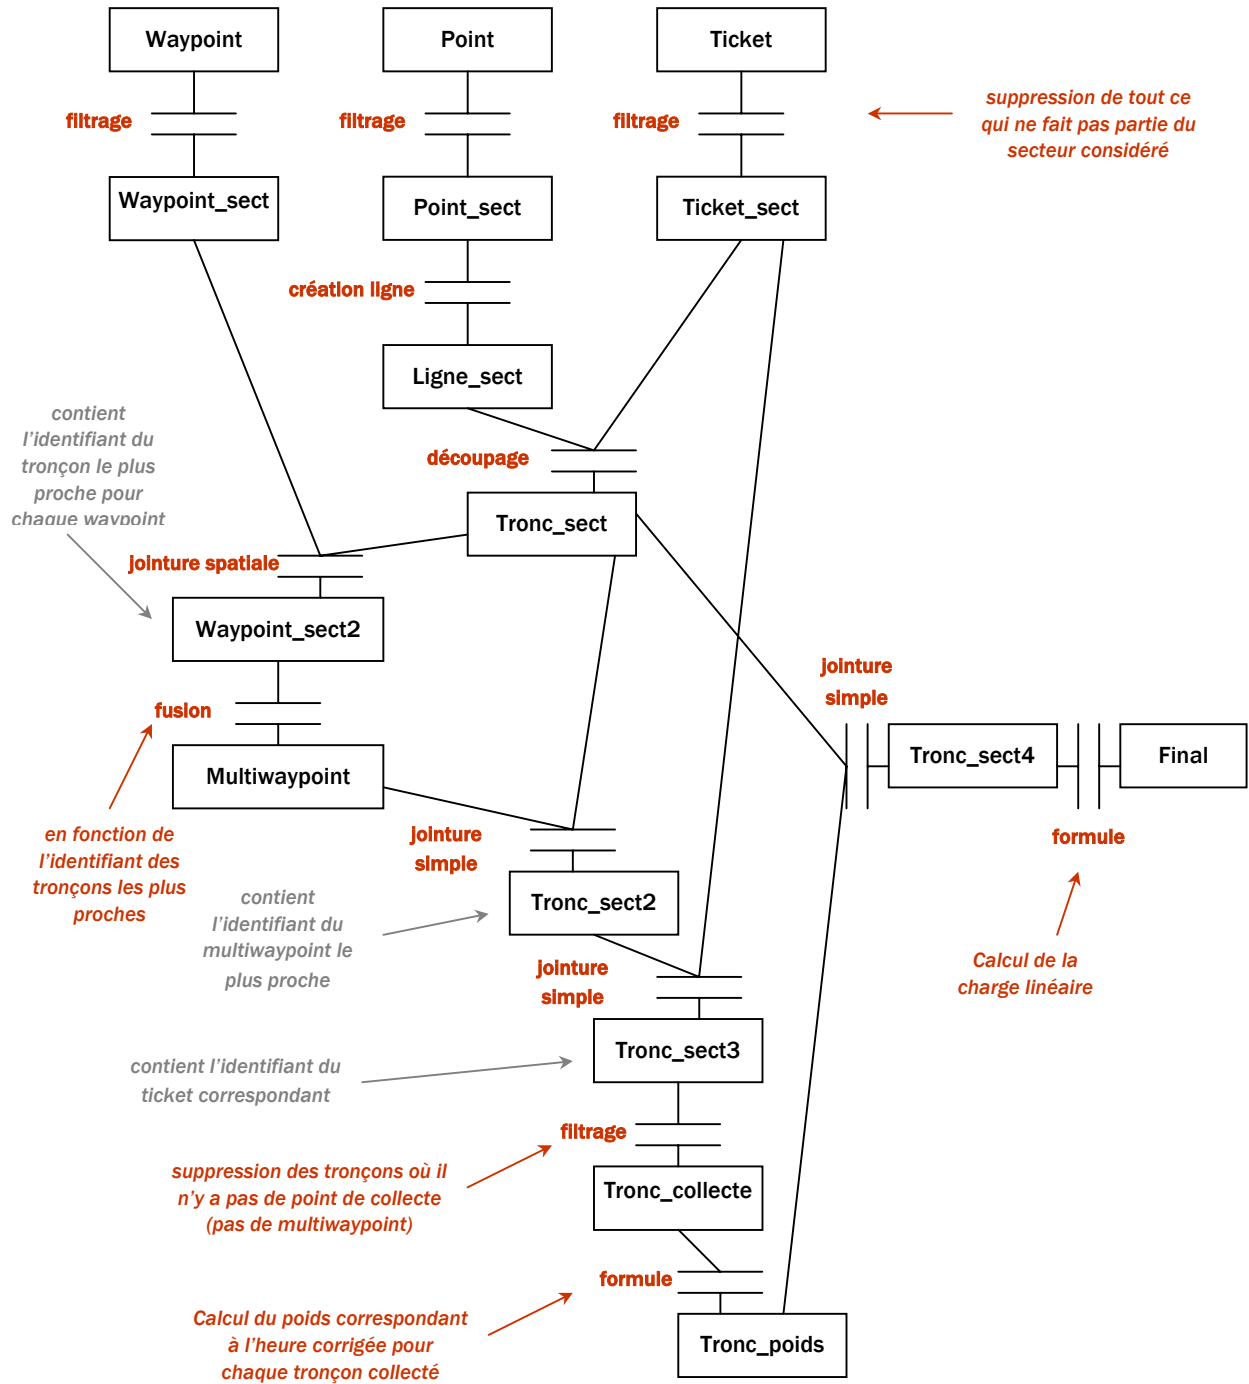 Waypoint
Point
Ticket
filtrage
filtrage
filtrage
suppression de tout ce
qui ne fait pas partie du
secteur considéré
Waypoint_sect
Point_sect
Ticket_sect
création ligne
Ligne_sect
contient
l'identifiant du
tronçon le plus
proche pour
chaque waypoint
découpage
Tronc_sect
jointure spatiale
Waypoint_sect2
fusion
Multiwaypoint
jointure
simple
Tronc_sect4
Final
formule
en fonction de
l'identifiant des
tronçons les plus
proches
jointure
simple
Tronc_sect2
contient
l'identifiant du
multiwaypoint le
plus proche
Calcul de la
charge linéaire
jointure
simple
Tronc_sect3
contient l'identifiant du
ticket correspondant
filtrage
suppression des tronçons où il
n'y a pas de point de collecte
(pas de multiwaypoint)
Tronc_collecte
formule
Calcul du poids correspondant
à l'heure corrigée pour
chaque tronçon collecté
Tronc_poids